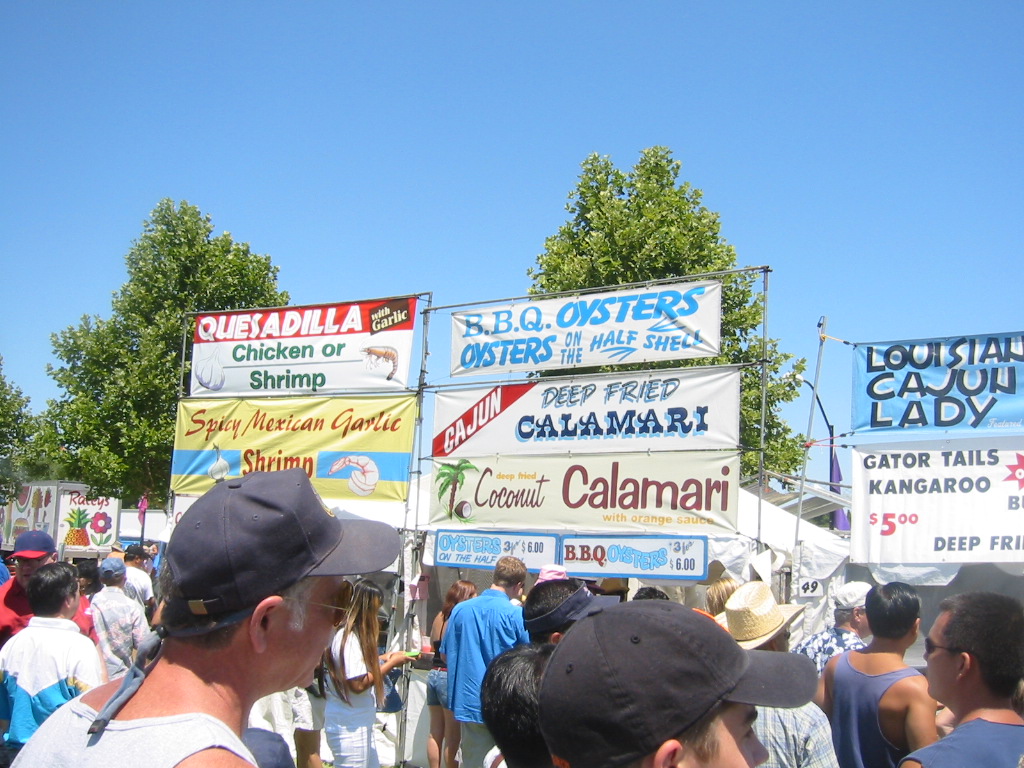 QUESADILLA with Garlic
Chicken or
Shrimp
Spicy Mexican Garlic
Shrimp
B.B.Q. OYSTERS
OYSTERS ON THE HALF SHELL
CAJUN
DEEP FRIED
CALAMARI
deep fried
Coconut Calamari
with orange sauce
OYSTERS
ON THE HALF
$6.00
B.B.Q OYSTERS
$6.00
LOUISIAN
CAJUN
LADY
Featured
GATOR TAILS
KANGAROO
$5.00
DEEP FRI
49